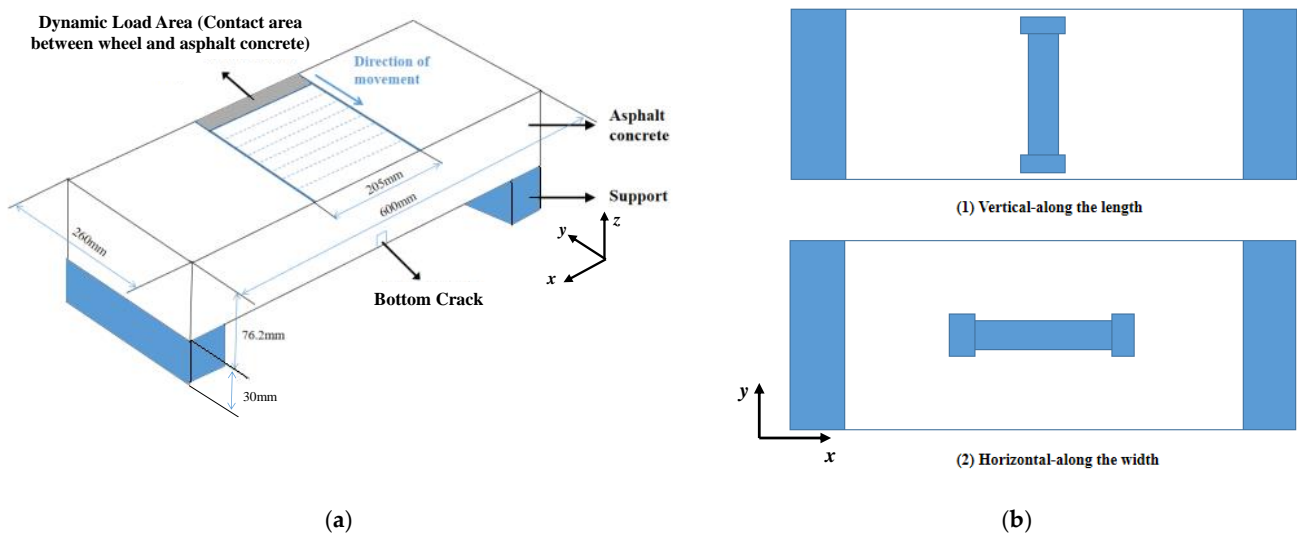 Dynamic Load Area (Contact area
between wheel and asphalt concrete)
Direction of
movement
Asphalt
concrete
205mm
600mm
Support
260mm
z
y
x
Bottom Crack
76.2mm
30mm
(a)
(1) Vertical-along the length
y
x
(2) Horizontal-along the width
(b)